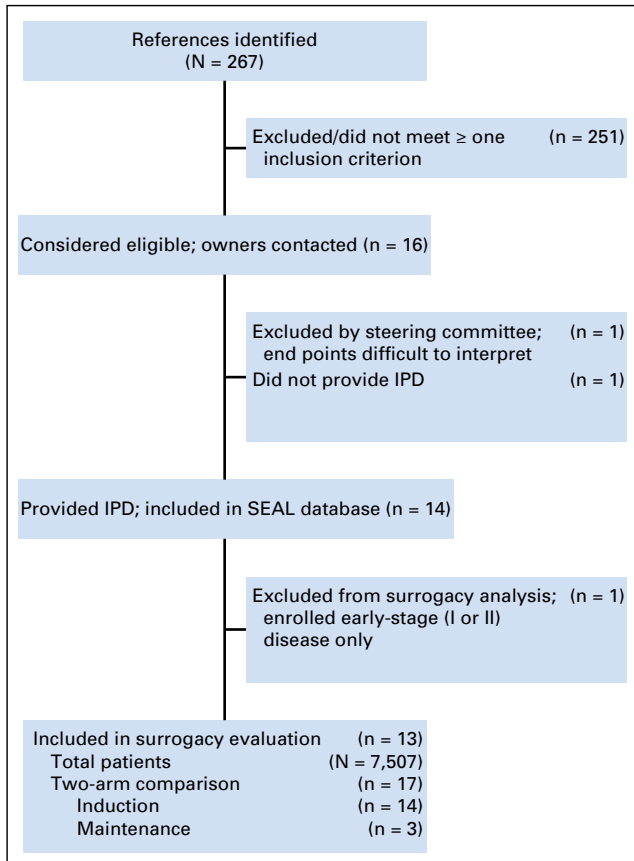 References identified
(N = 267)
Excluded/did not meet ≥ one (n = 251)
inclusion criterion
Considered eligible; owners contacted (n = 16)
Excluded by steering committee; (n = 1)
end points difficult to interpret
Did not provide IPD (n = 1)
Provided IPD; included in SEAL database (n = 14)
Excluded from surrogacy analysis; (n = 1)
enrolled early-stage (I or II)
disease only
Included in surrogacy evaluation (n = 13)
Total patients (N = 7,507)
Two-arm comparison (n = 17)
Induction (n = 14)
Maintenance (n = 3)